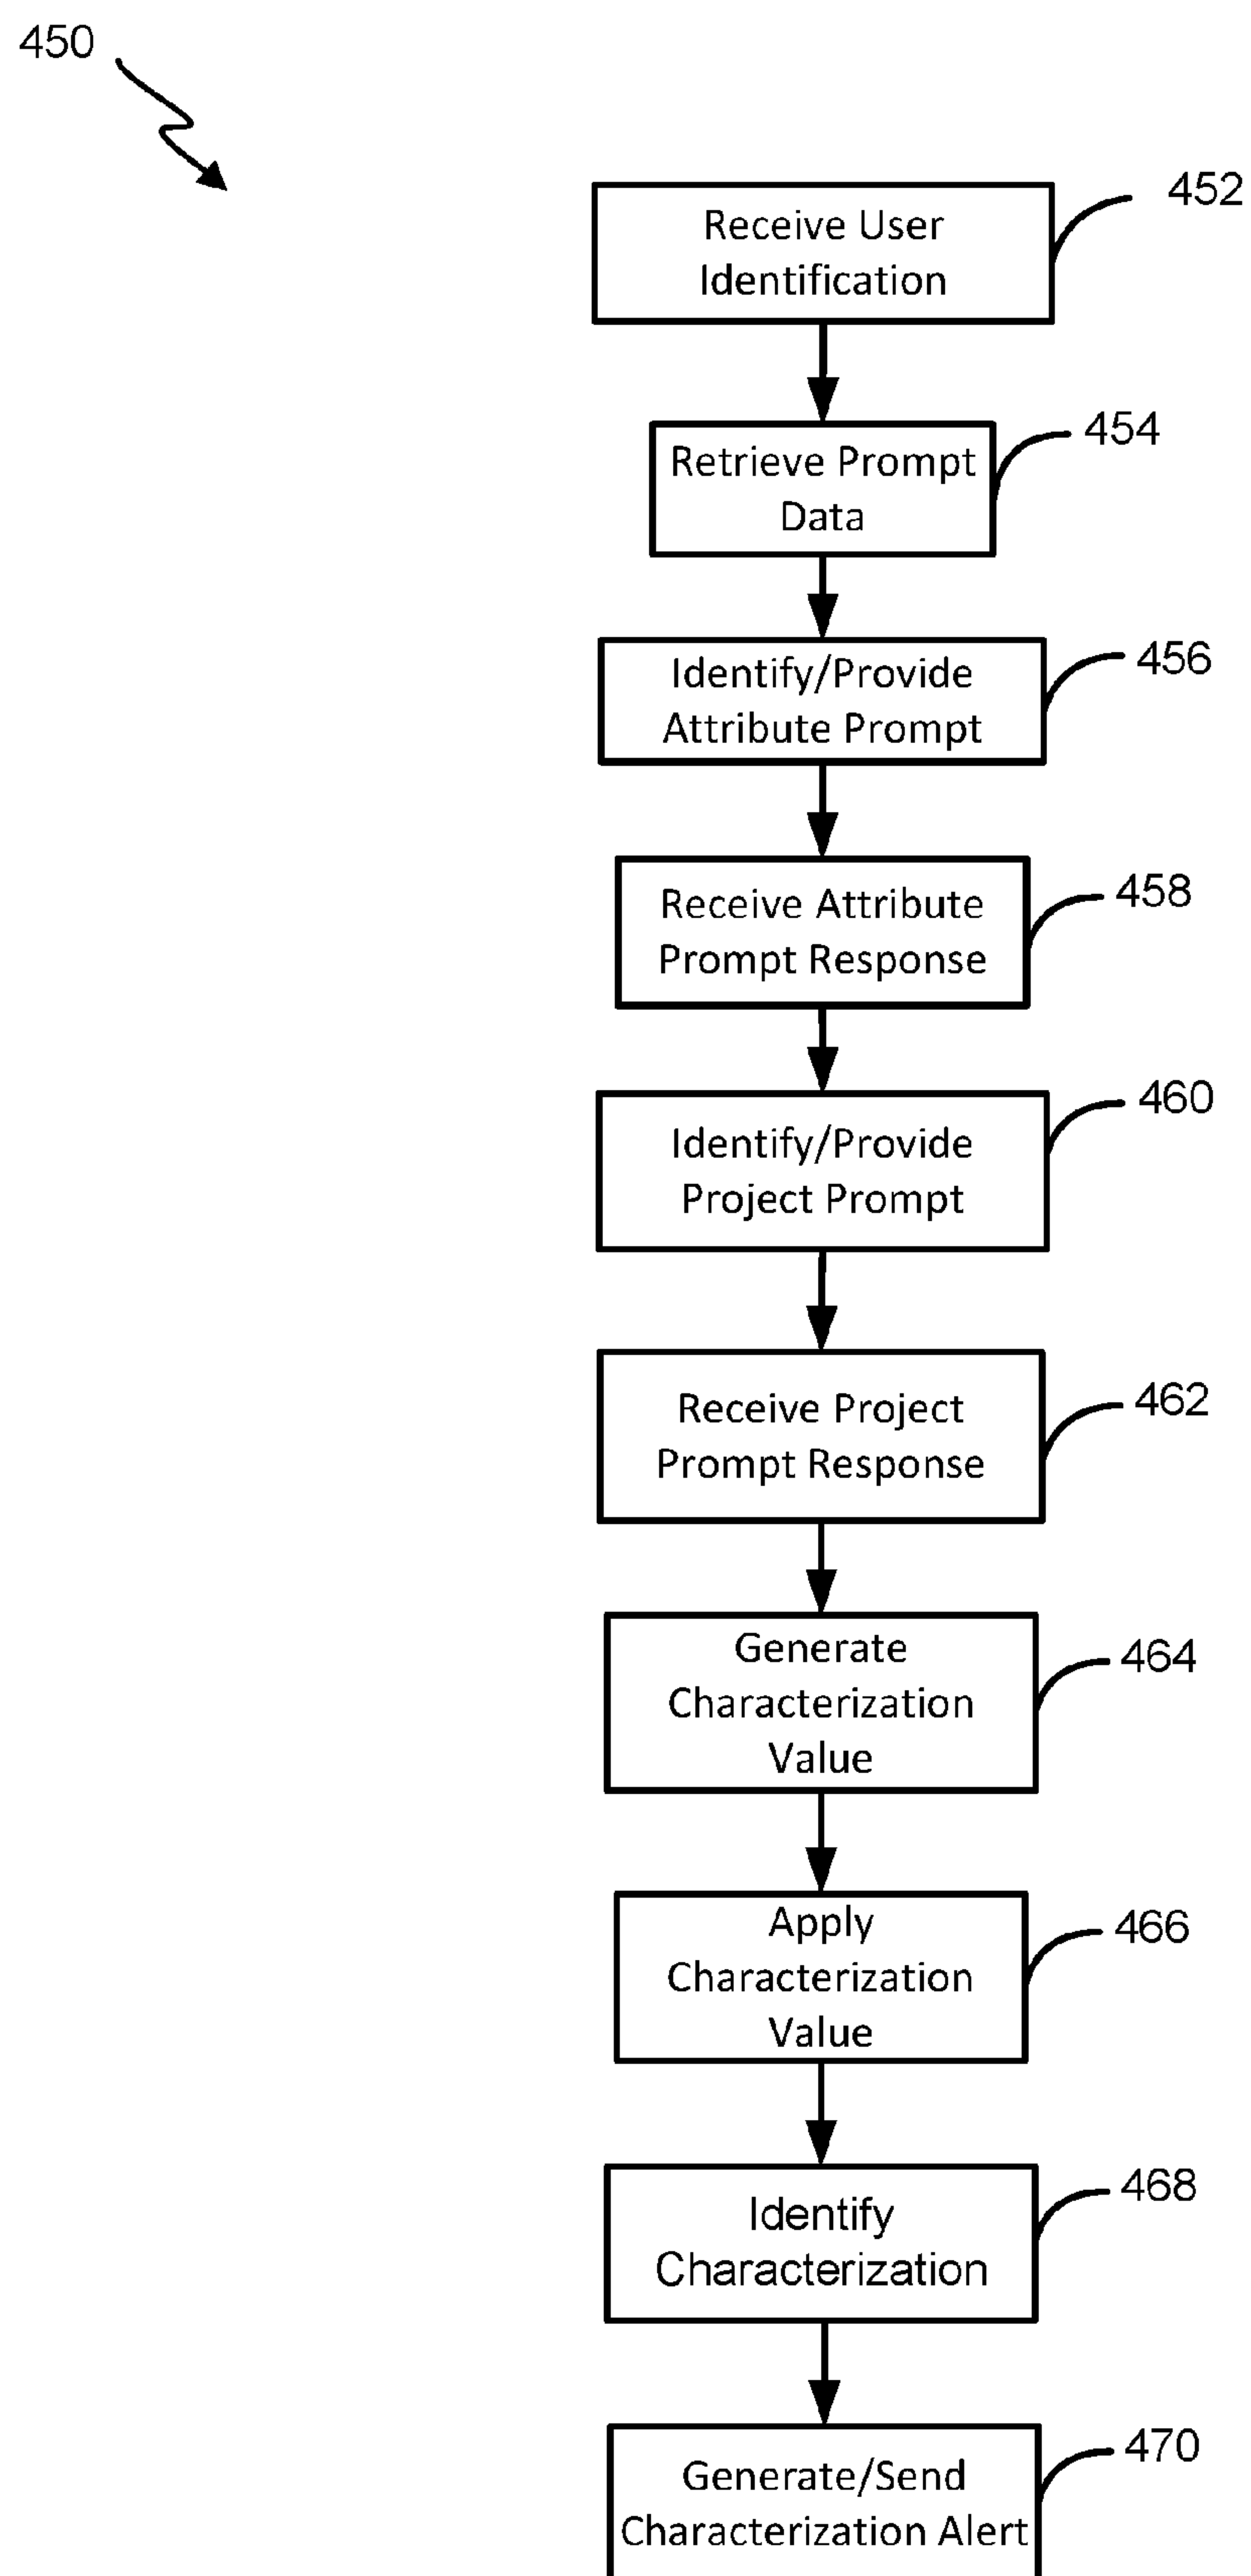 450
Receive User
Identification
452
Retrieve Prompt
Data
454
Identify/Provide
Attribute Prompt
456
Receive Attribute
Prompt Response
458
Identify/Provide
Project Prompt
460
Receive Project
Prompt Response
462
Generate
Characterization
Value
464
Apply
Characterization
Value
466
Identify
Characterization
468
Generate/Send
Characterization Alert
470